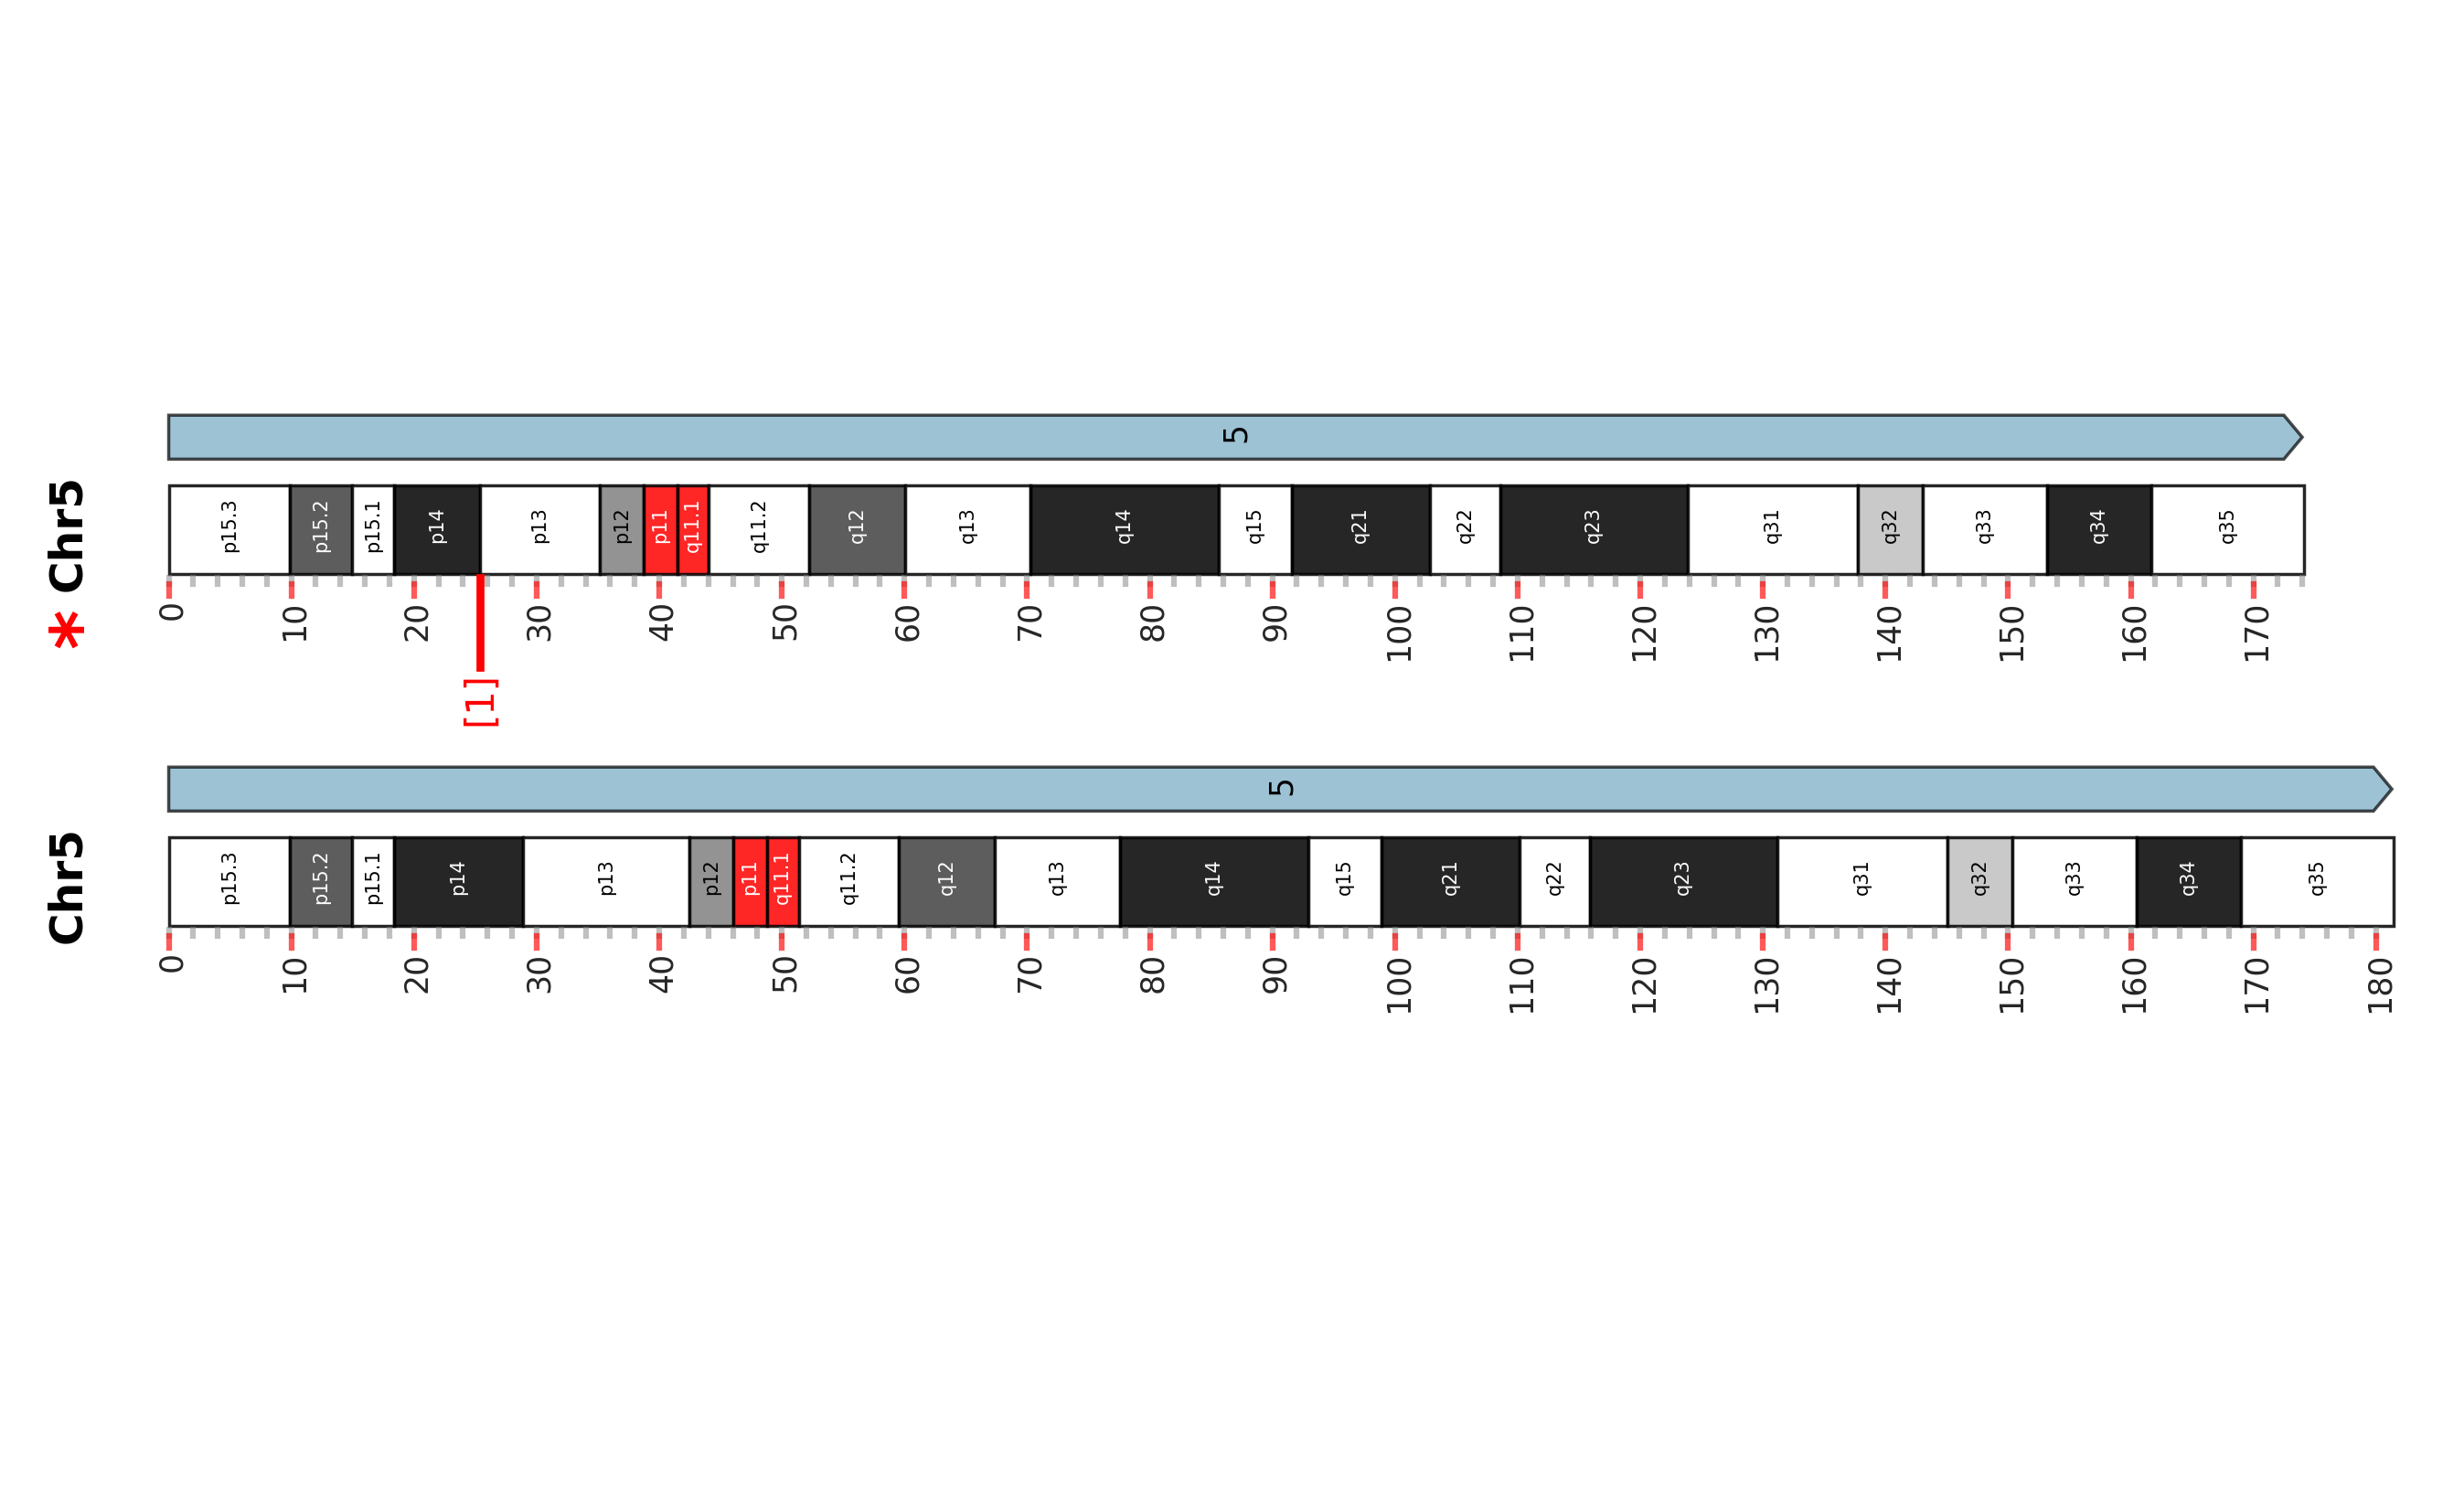 5
* Chr5
p15.3 p15.2 p15.1 p14 p13 p12 p11 q11.1 q11.2 q12 q13 q14 q15 q21 q22 q23 q31 q32 q33 q34 q35
0 10 20 30 40 50 60 70 80 90 100 110 120 130 140 150 160 170
[1]
5
Chr5
p15.3 p15.2 p15.1 p14 p13 p12 p11 q11.1 q11.2 q12 q13 q14 q15 q21 q22 q23 q31 q32 q33 q34 q35
0 10 20 30 40 50 60 70 80 90 100 110 120 130 140 150 160 170 180